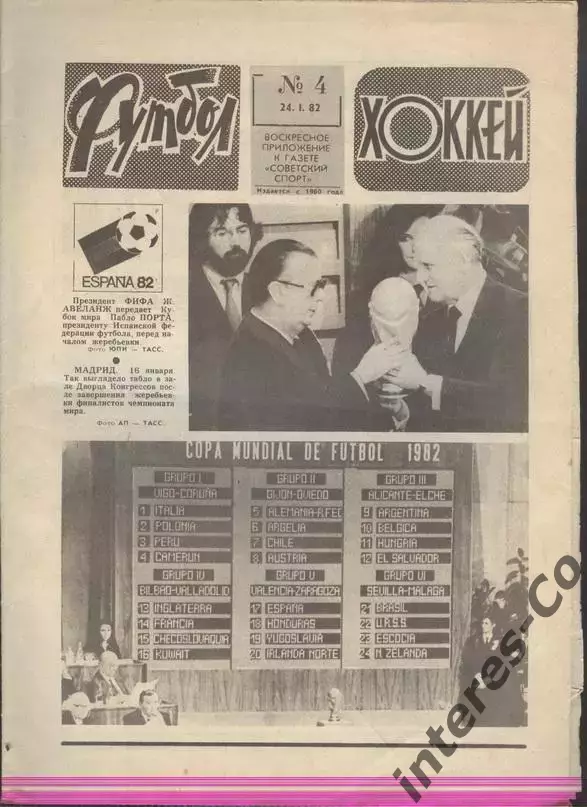 Футбол
№ 4
24. I. 82
ВОСКРЕСНОЕ
ПРИЛОЖЕНИЕ
К ГАЗЕТЕ
«СОВЕТСКИЙ
СПОРТ»
Издается с 1960 года
ХОККЕЙ
ESPAÑA 82
Президент ФИФА Ж.
АВЕЛАНЖ передает Ку-
бок мира Пабло ПОРТА,
президенту Испанской фе-
дерации футбола, перед на-
чалом жеребьевки.
Фото ЮПИ — ТАСС.
МАДРИД. 16 января.
Так выглядело табло в за-
ле Дворца Конгрессов пос-
ле завершения жеребьев-
ки финалистов чемпионата
мира.
Фото АП — ТАСС.
COPA MUNDIAL DE FUTBOL 1982
GRUPO I
VIGO-CORUÑA
1 ITALIA
2 POLONIA
3 PERU
4 CAMERUN
GRUPO II
GIJON-OVIEDO
5 ALEMANIA-R.FED
6 ARGELIA
7 CHILE
8 AUSTRIA
GRUPO III
ALICANTE-ELCHE
9 ARGENTINA
10 BELGICA
11 HUNGRIA
12 EL SALVADOR
GRUPO IV
BILBAO-VALLADOLID
13 INGLATERRA
14 FRANCIA
15 CHECOSLOVAQUIA
16 KUWAIT
GRUPO V
VALENCIA-ZARAGOZA
17 ESPAÑA
18 HONDURAS
19 YUGOSLAVIA
20 IRLANDA NORTE
GRUPO VI
SEVILLA-MALAGA
21 BRASIL
22 U.R.S.S.
23 ESCOCIA
24 N. ZELANDA
interes-Co